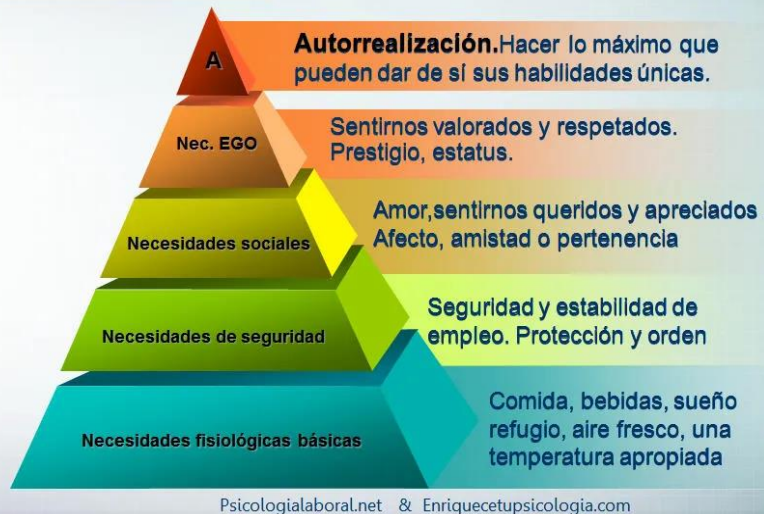 A
Autorrealización.Hacer lo máximo que
pueden dar de sí sus habilidades únicas.
Nec. EGO
Sentirnos valorados y respetados.
Prestigio, estatus.
Necesidades sociales
Amor,sentirnos queridos y apreciados
Afecto, amistad o pertenencia
Necesidades de seguridad
Seguridad y estabilidad de
empleo. Protección y orden
Necesidades fisiológicas básicas
Comida, bebidas, sueño
refugio, aire fresco, una
temperatura apropiada
Psicologialaboral.net & Enriquecetupsicologia.com